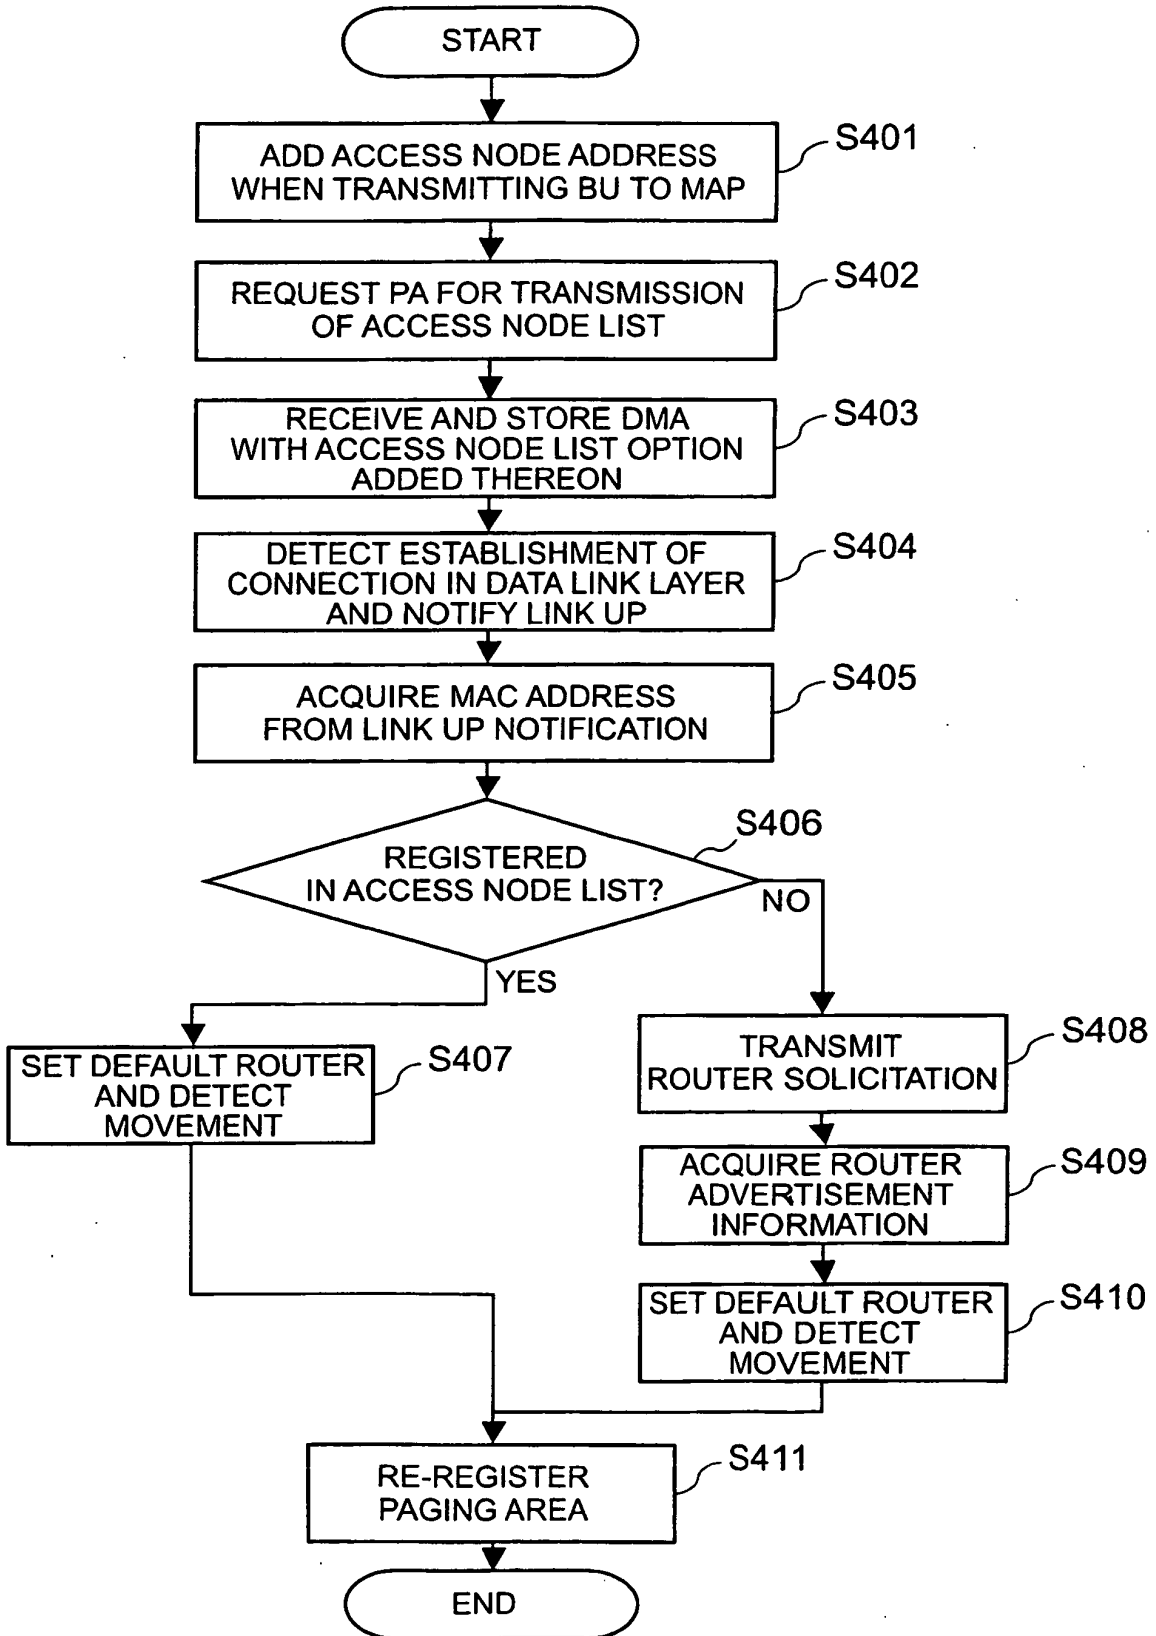 START
ADD ACCESS NODE ADDRESS
WHEN TRANSMITTING BU TO MAP
S401
REQUEST PA FOR TRANSMISSION
OF ACCESS NODE LIST
S402
RECEIVE AND STORE DMA
WITH ACCESS NODE LIST OPTION
ADDED THEREON
S403
DETECT ESTABLISHMENT OF
CONNECTION IN DATA LINK LAYER
AND NOTIFY LINK UP
S404
ACQUIRE MAC ADDRESS
FROM LINK UP NOTIFICATION
S405
REGISTERED
IN ACCESS NODE LIST?
S406
NO
YES
SET DEFAULT ROUTER
AND DETECT
MOVEMENT
S407
TRANSMIT
ROUTER SOLICITATION
S408
ACQUIRE ROUTER
ADVERTISEMENT
INFORMATION
S409
SET DEFAULT ROUTER
AND DETECT
MOVEMENT
S410
RE-REGISTER
PAGING AREA
S411
END